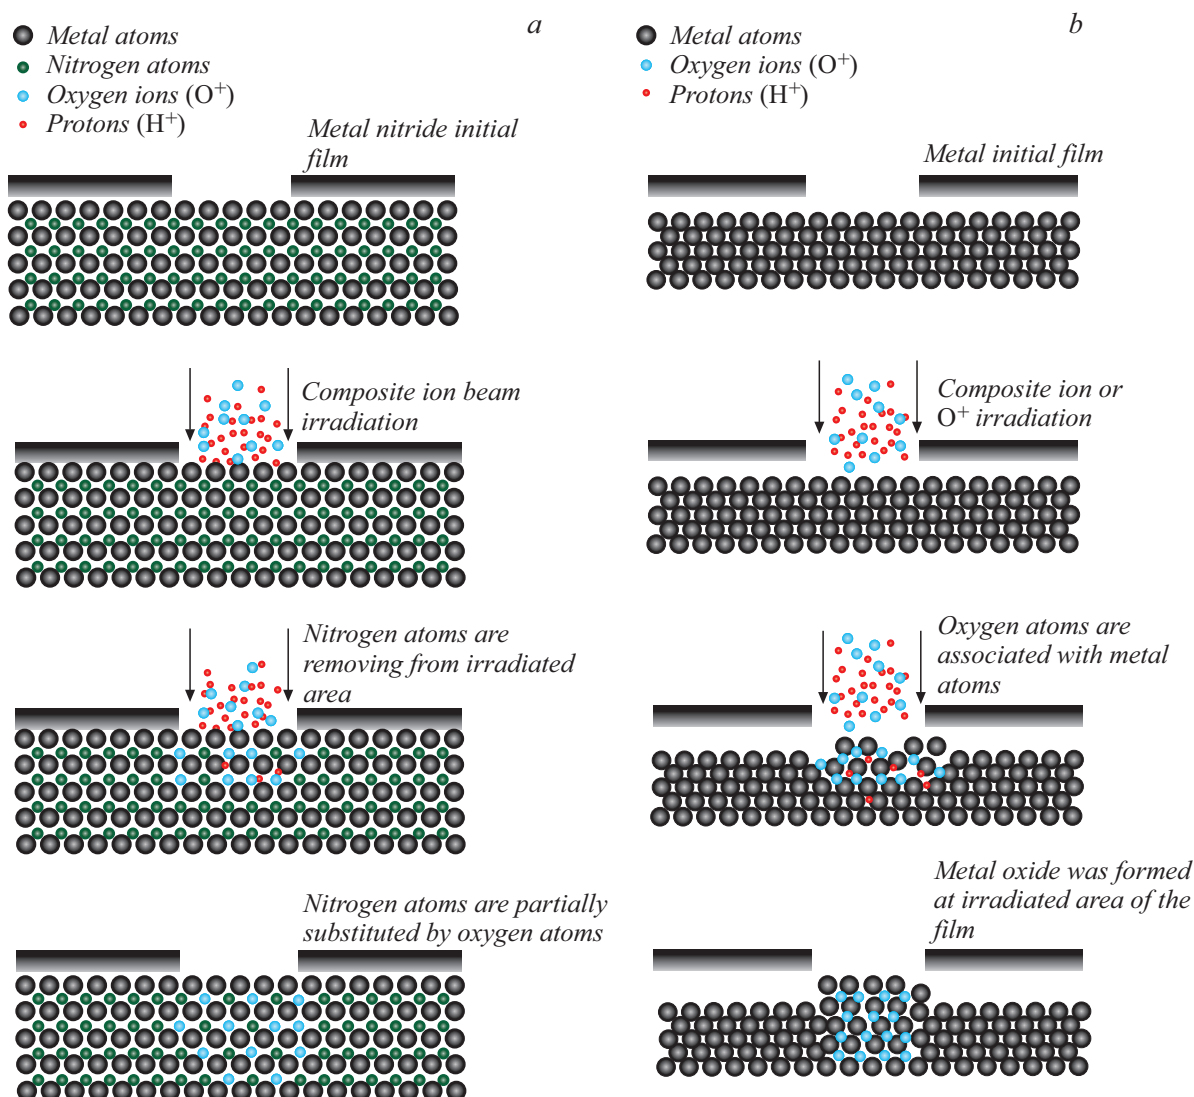 a
Metal atoms
Nitrogen atoms
Oxygen ions (O⁺)
Protons (H⁺)
Metal nitride initial
film
Composite ion beam
irradiation
Nitrogen atoms are
removing from irradiated
area
Nitrogen atoms are partially
substituted by oxygen atoms
b
Metal atoms
Oxygen ions (O⁺)
Protons (H⁺)
Metal initial film
Composite ion or
O⁺ irradiation
Oxygen atoms are
associated with metal
atoms
Metal oxide was formed
at irradiated area of the
film